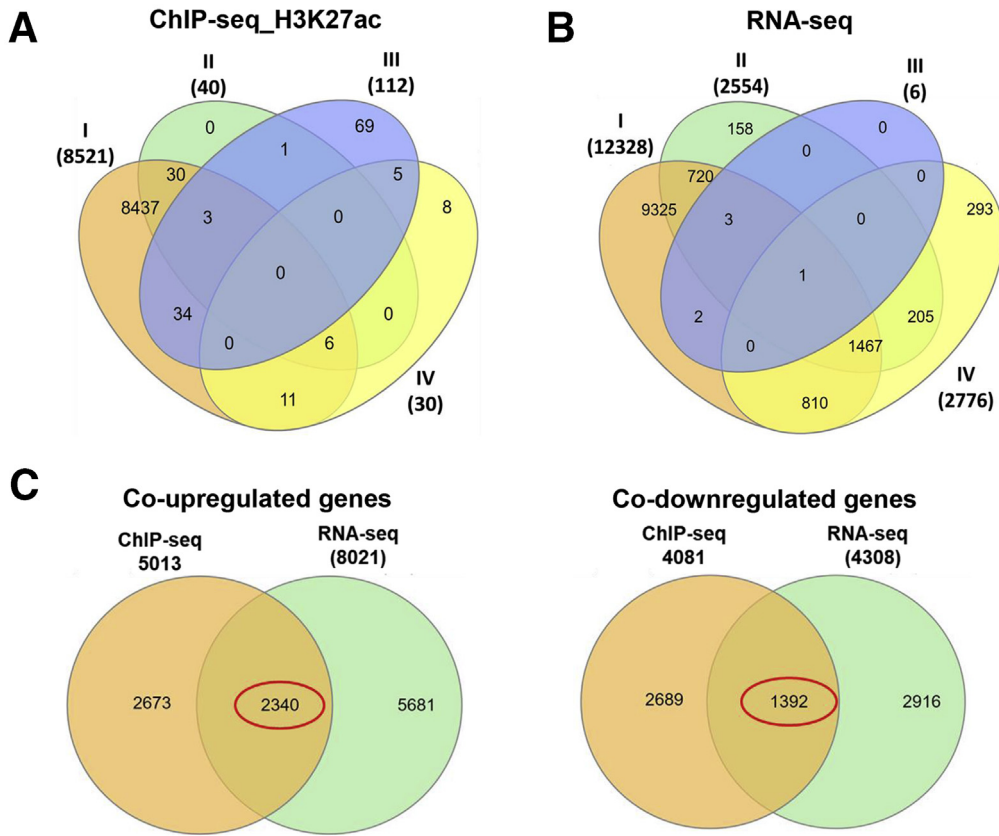 A
ChIP-seq_H3K27ac
I
(8521)
II
(40)
III
(112)
IV
(30)
0
69
1
30
5
8437
3
0
8
0
34
0
0
6
11
B
RNA-seq
I
(12328)
II
(2554)
III
(6)
IV
(2776)
158
0
0
720
0
9325
3
0
293
1
2
205
0
1467
810
C
Co-upregulated genes
ChIP-seq
5013
RNA-seq
(8021)
2673
2340
5681
Co-downregulated genes
ChIP-seq
4081
RNA-seq
(4308)
2689
1392
2916